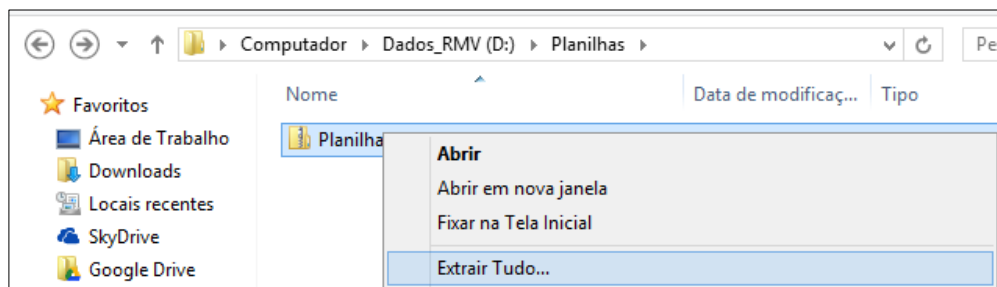 Computador Dados_RMV (D:) Planilhas Pe
Favoritos
Área de Trabalho
Downloads
Locais recentes
SkyDrive
Google Drive
Nome Data de modificaç... Tipo
Planilha
Abrir
Abrir em nova janela
Fixar na Tela Inicial
Extrair Tudo...